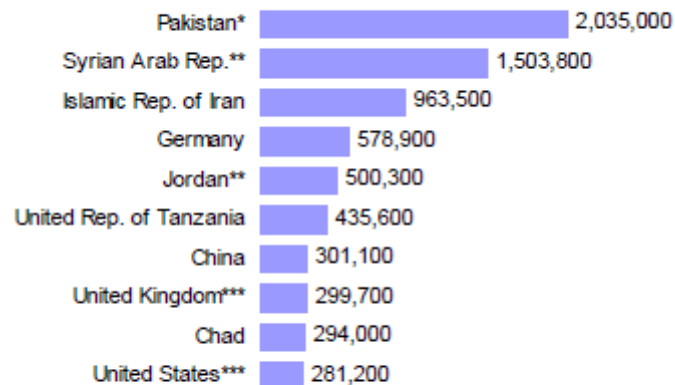 Pakistan* 2,035,000
Syrian Arab Rep.** 1,503,800
Islamic Rep. of Iran 963,500
Germany 578,900
Jordan** 500,300
United Rep. of Tanzania 435,600
China 301,100
United Kingdom*** 299,700
Chad 294,000
United States*** 281,200